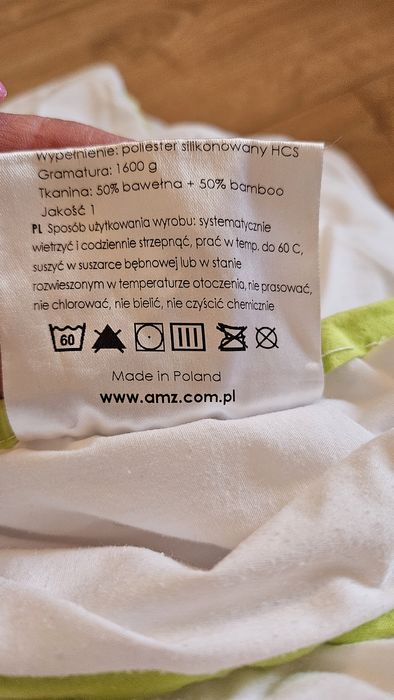 Wypełnienie: poliester silikonowany HCS
Gramatura: 1600 g
Tkanina: 50% bawełna + 50% bamboo
Jakość 1
PL Sposób użytkowania wyrobu: systematycznie
wietrzyć i codziennie strzepnąć, prać w temp. do 60 C,
suszyć w suszarce bębnowej lub w stanie
rozwieszonym w temperaturze otoczenia, nie prasować,
nie chlorować, nie bielić, nie czyścić chemicznie
60
Made in Poland
www.amz.com.pl